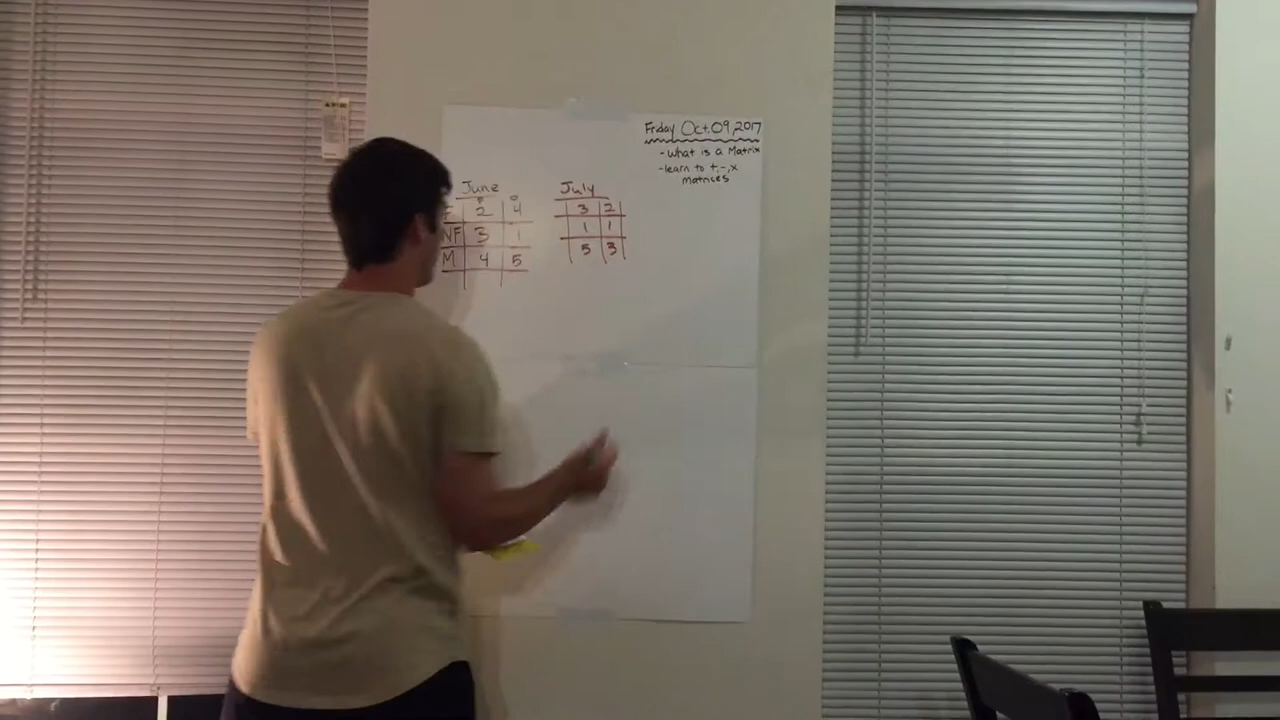 Friday Oct. 09, 2017
- What is a Matrix
- learn to +, -, x
matrices
June
F 2 4
NF 3 1
M 4 5
July
3 2
1 1
5 3